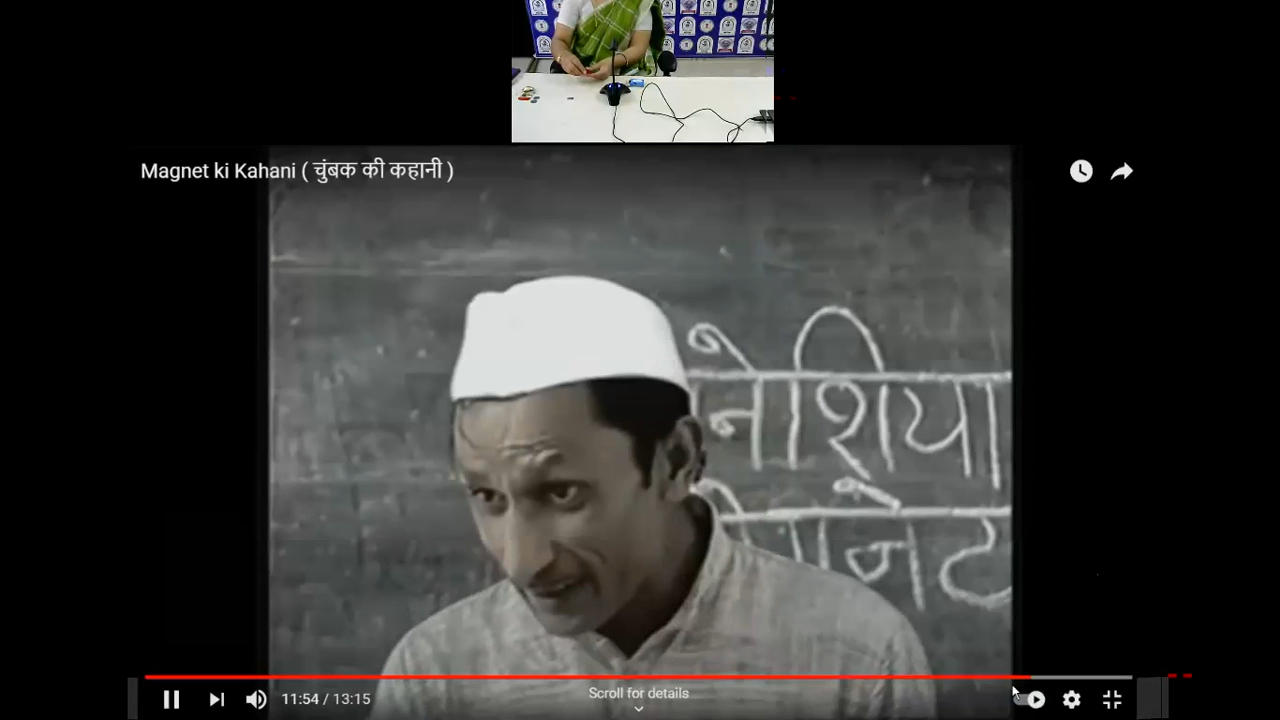 Magnet ki Kahani ( चुंबक की कहानी )
नेशिया
11:54 / 13:15
Scroll for details